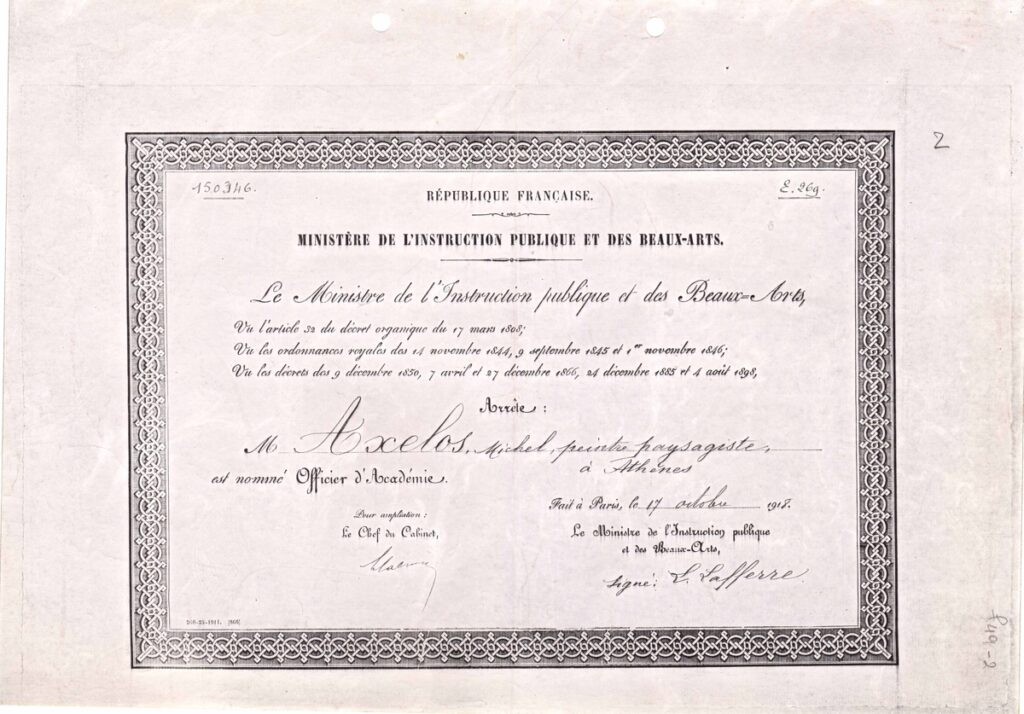 2
150346.
E. 269.
RÉPUBLIQUE FRANÇAISE.
MINISTÈRE DE L'INSTRUCTION PUBLIQUE ET DES BEAUX-ARTS.
Le Ministre de l'Instruction publique et des Beaux=Arts,
Vu l'article 32 du décret organique du 17 mars 1808;
Vu les ordonnances royales des 14 novembre 1844, 9 septembre 1845 et 1er novembre 1846;
Vu les décrets des 9 décembre 1850, 7 avril et 27 décembre 1866, 24 décembre 1885 et 4 août 1898,
Arrête :
M Axelos, Michel, peintre paysagiste,
à Athènes
est nommé Officier d'Académie.
Fait à Paris, le 17 octobre 1918.
Pour ampliation :
Le Chef du Cabinet,
Le Ministre de l'Instruction publique
et des Beaux-Arts,
Signé: L. Lafferre